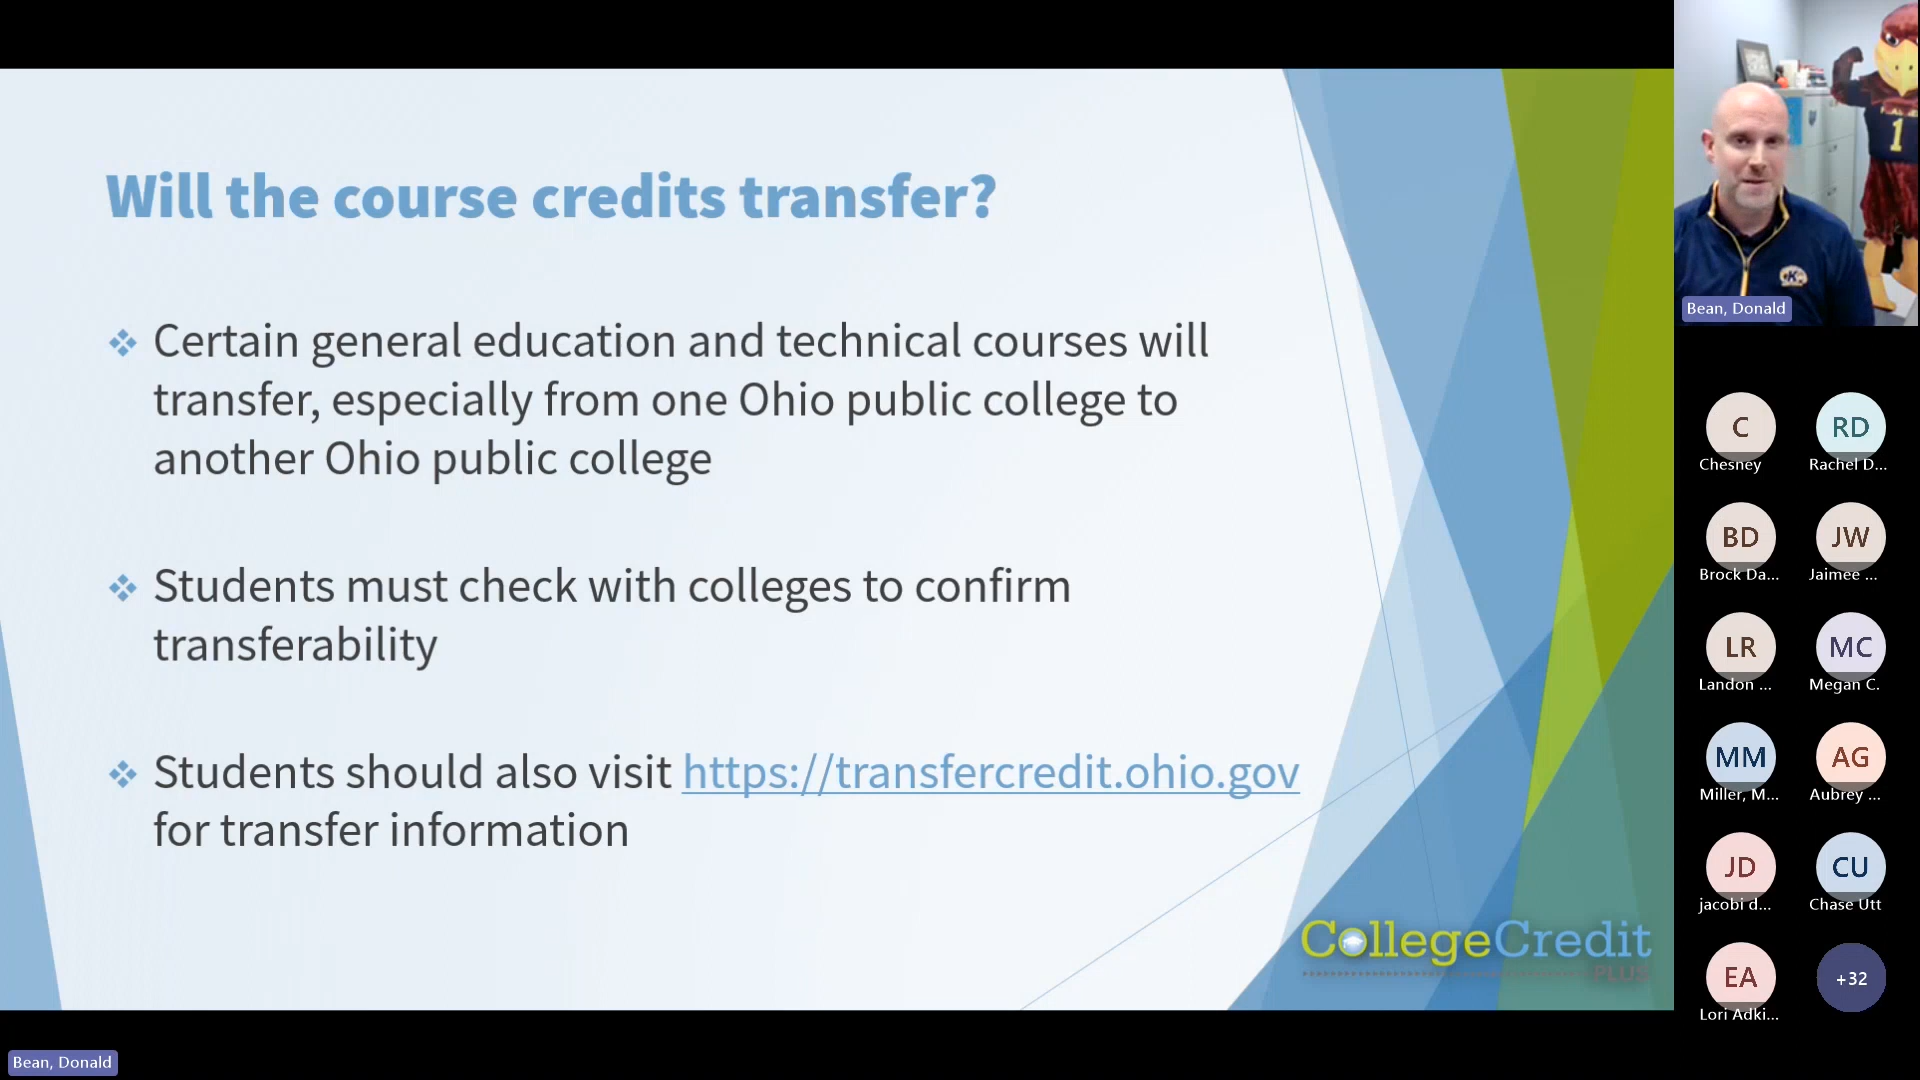 Will the course credits transfer?
Certain general education and technical courses will
transfer, especially from one Ohio public college to
another Ohio public college
Students must check with colleges to confirm
transferability
Students should also visit https://transfercredit.ohio.gov
for transfer information
CollegeCredit
PLUS
1
K
Bean, Donald
C
Chesney
RD
Rachel D...
BD
Brock Da...
JW
Jaimee ...
LR
Landon ...
MC
Megan C.
MM
Miller, M...
AG
Aubrey ...
JD
jacobi d...
CU
Chase Utt
EA
Lori Adki...
+32
Bean, Donald